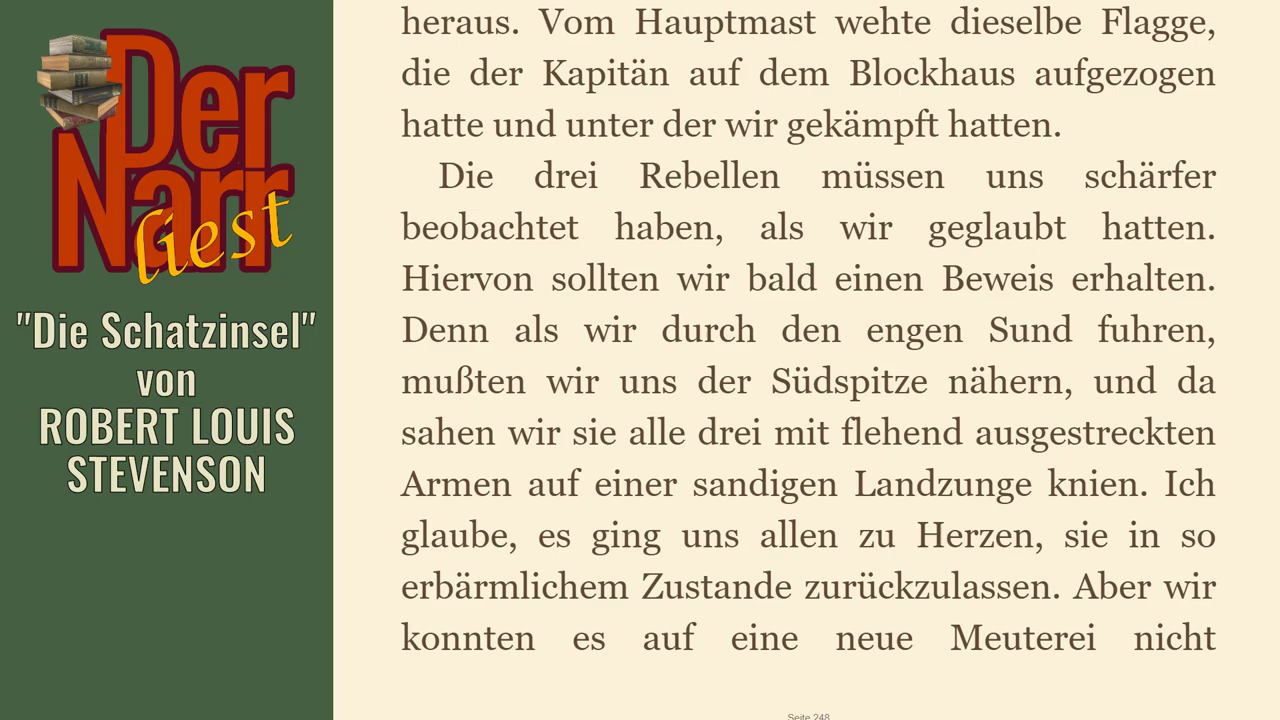 Der
Narr
liest
"Die Schatzinsel"
von
ROBERT LOUIS
STEVENSON
heraus. Vom Hauptmast wehte dieselbe Flagge,
die der Kapitän auf dem Blockhaus aufgezogen
hatte und unter der wir gekämpft hatten.
Die drei Rebellen müssen uns schärfer
beobachtet haben, als wir geglaubt hatten.
Hiervon sollten wir bald einen Beweis erhalten.
Denn als wir durch den engen Sund fuhren,
mußten wir uns der Südspitze nähern, und da
sahen wir sie alle drei mit flehend ausgestreckten
Armen auf einer sandigen Landzunge knien. Ich
glaube, es ging uns allen zu Herzen, sie in so
erbärmlichem Zustande zurückzulassen. Aber wir
konnten es auf eine neue Meuterei nicht
Seite 248